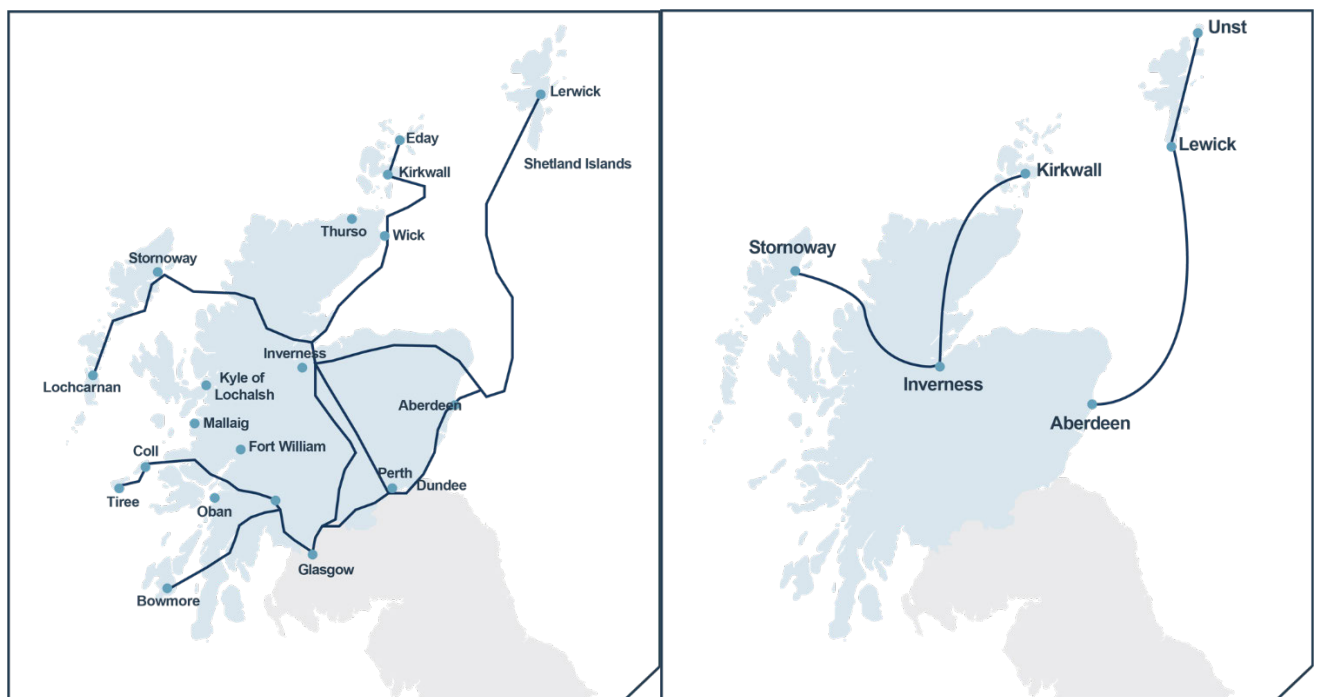 Lerwick
Eday
Shetland Islands
Kirkwall
Thurso
Wick
Stornoway
Inverness
Lochcarnan
Kyle of
Lochalsh
Aberdeen
Mallaig
Coll
Fort William
Perth
Tiree
Dundee
Oban
Glasgow
Bowmore
Unst
Lewick
Kirkwall
Stornoway
Inverness
Aberdeen